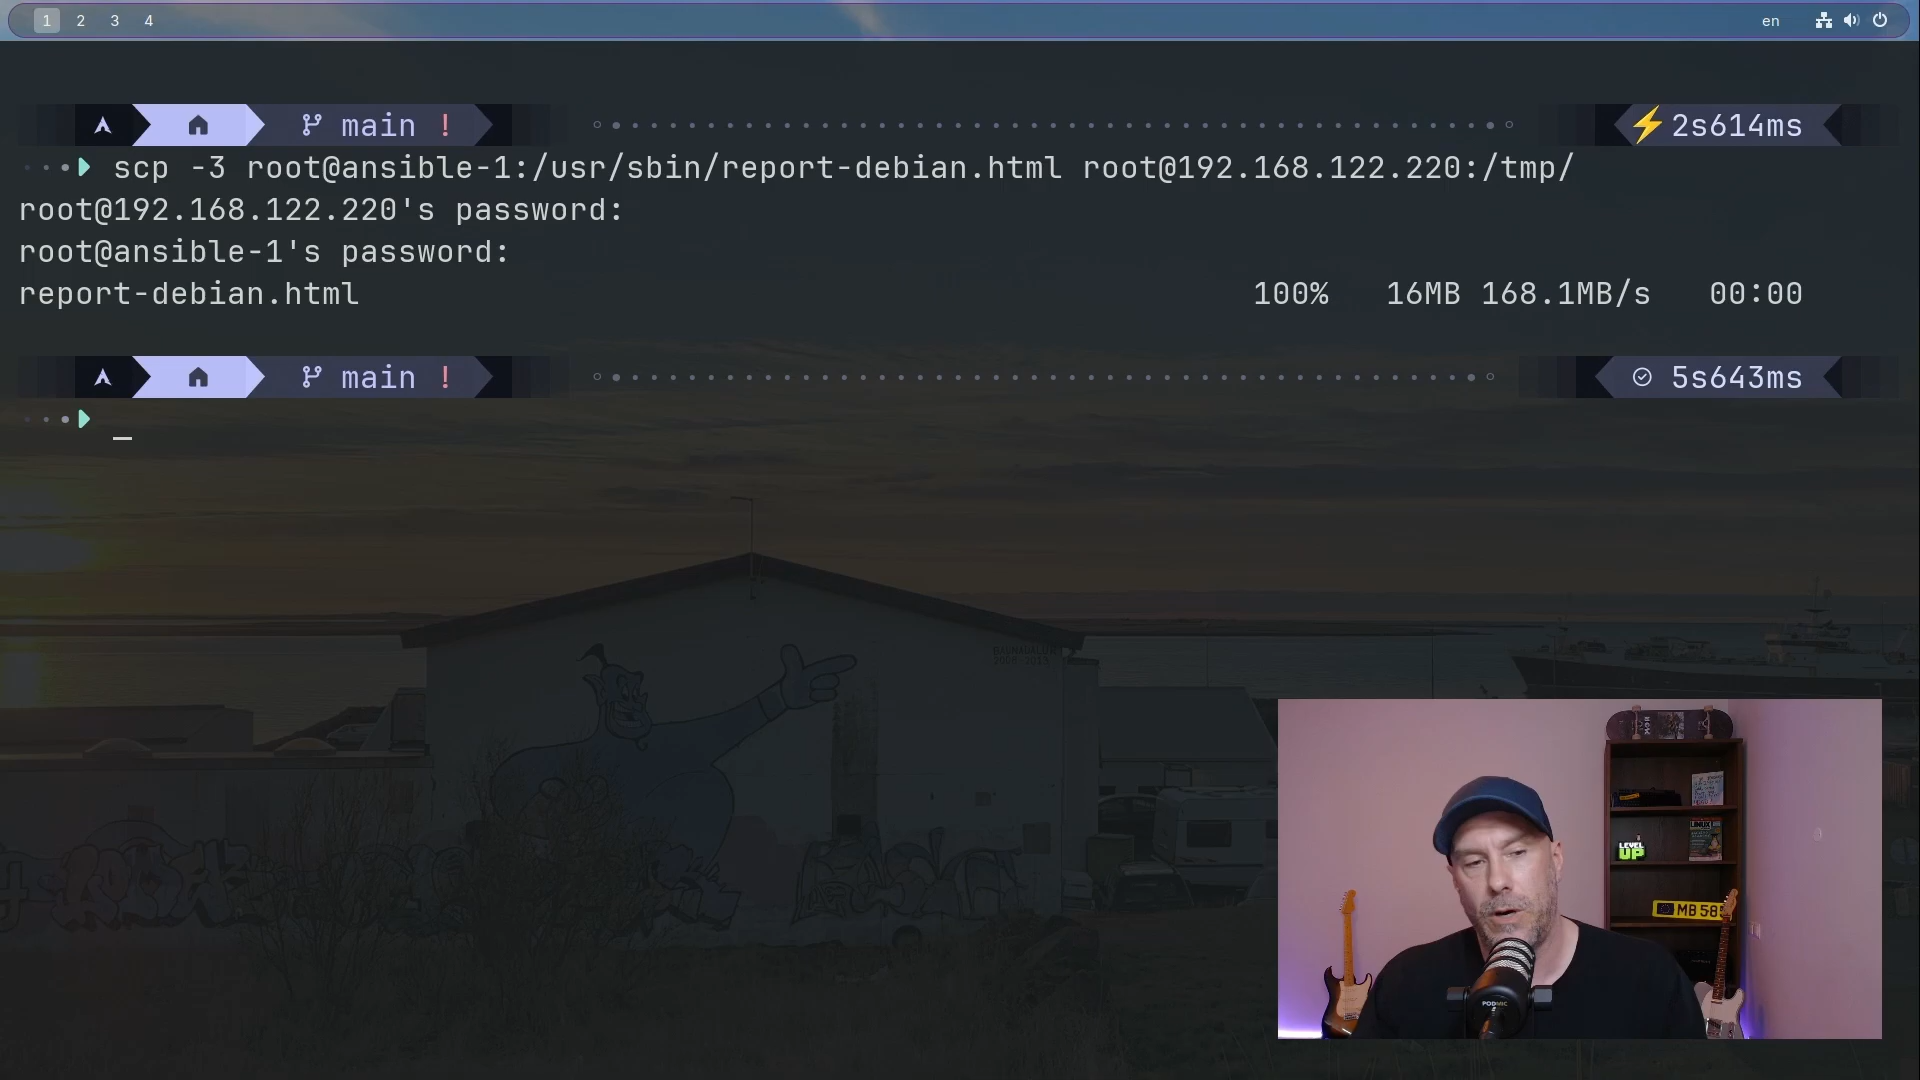 1 2 3 4 en
main ! 2s614ms
scp -3 root@ansible-1:/usr/sbin/report-debian.html root@192.168.122.220:/tmp/
root@192.168.122.220's password:
root@ansible-1's password:
report-debian.html 100% 16MB 168.1MB/s 00:00
main ! 5s643ms
LINUX
LEVEL
UP
MB 58
PODMIC